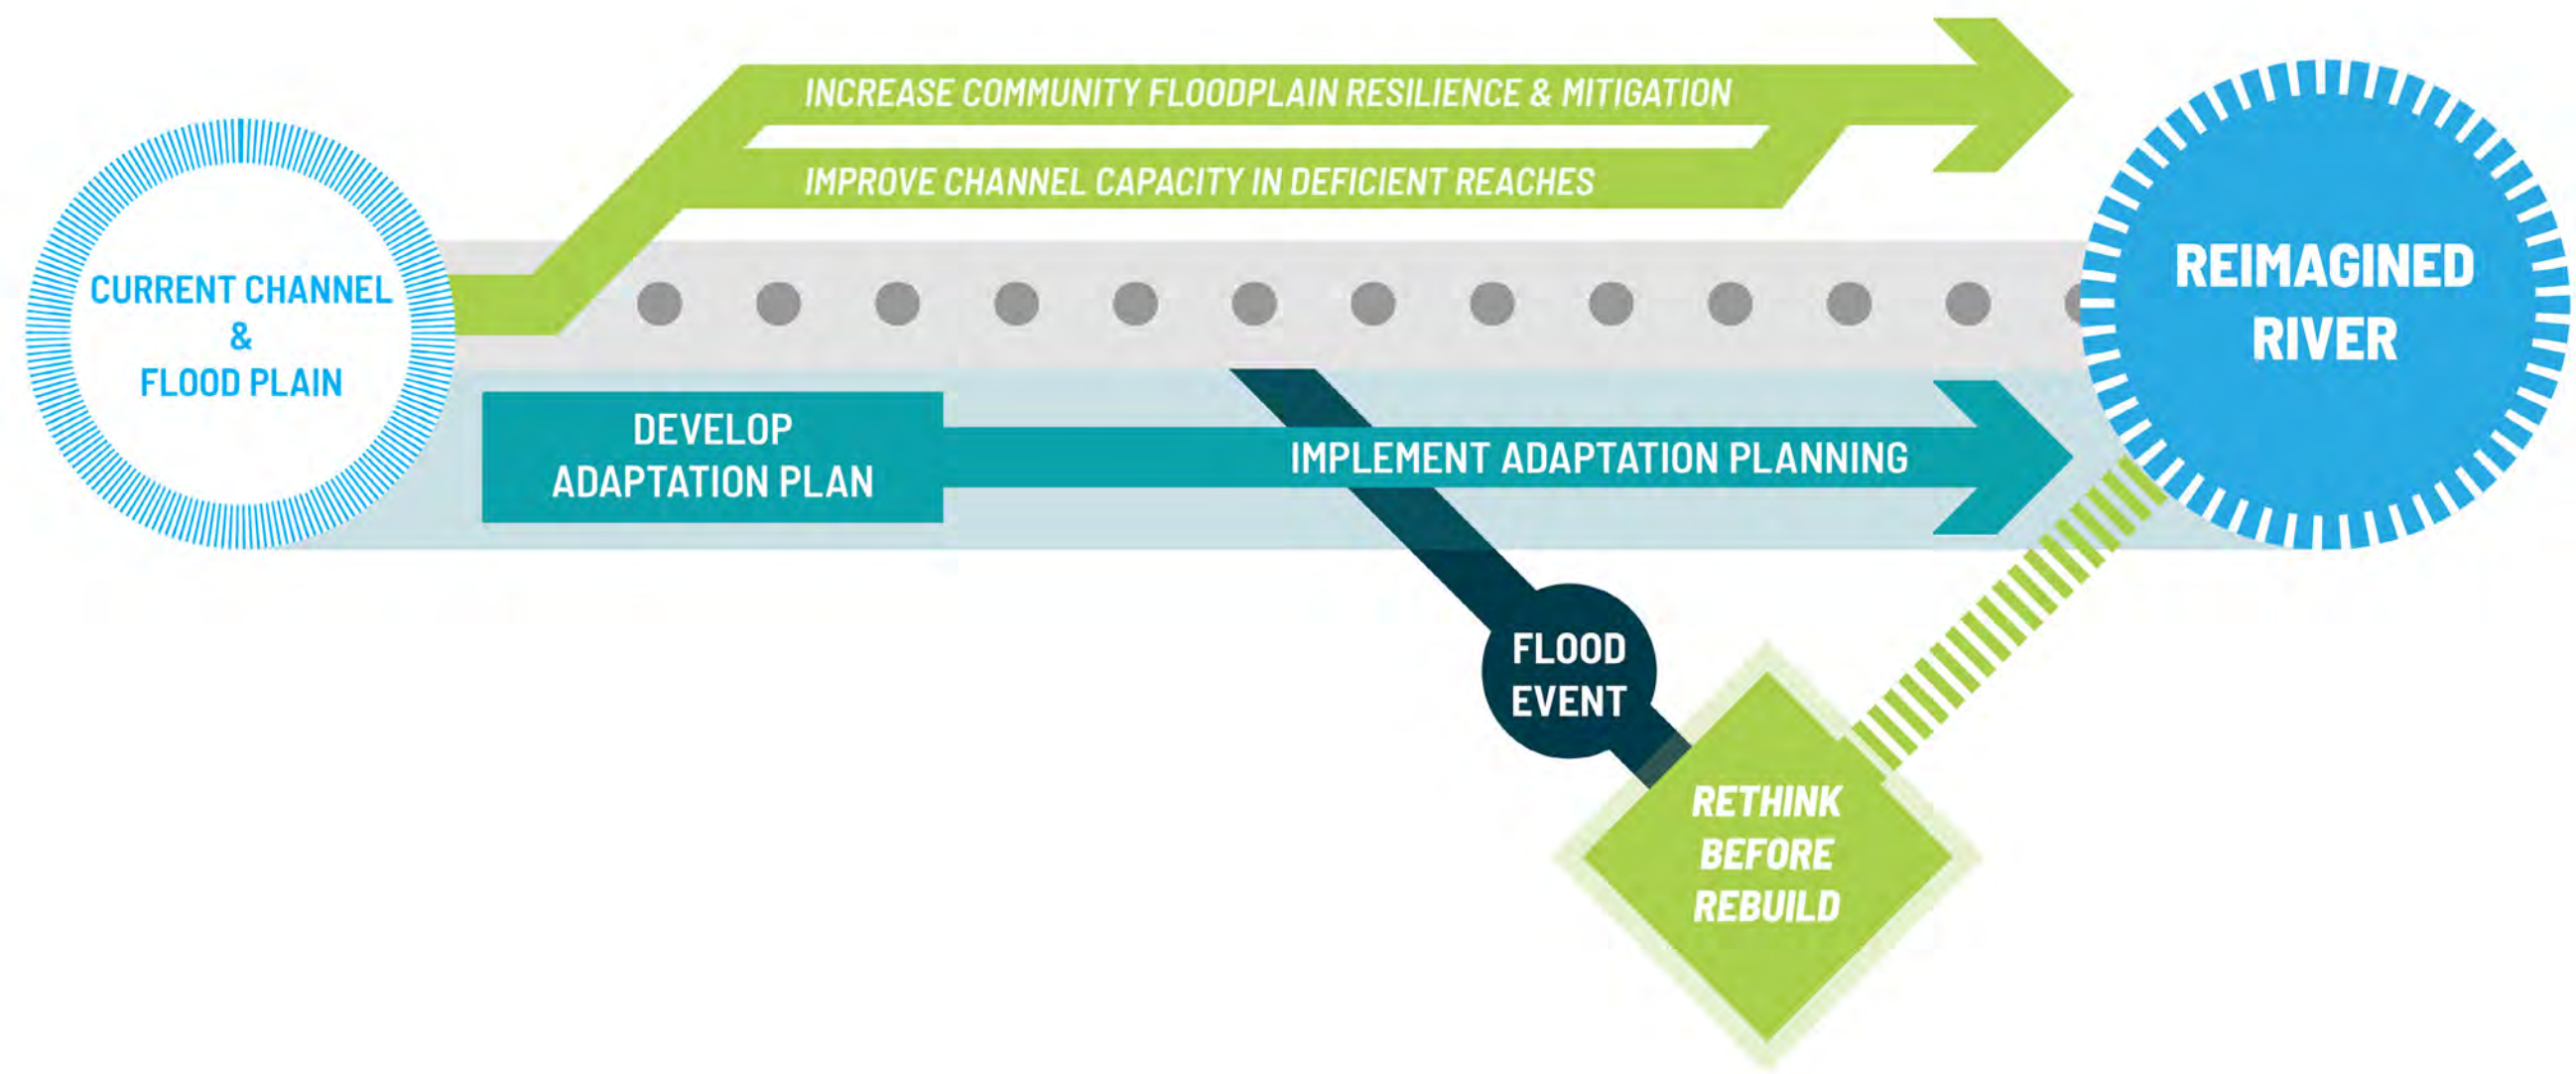 INCREASE COMMUNITY FLOODPLAIN RESILIENCE & MITIGATION
IMPROVE CHANNEL CAPACITY IN DEFICIENT REACHES
CURRENT CHANNEL
&
FLOOD PLAIN
REIMAGINED
RIVER
DEVELOP
ADAPTATION PLAN
IMPLEMENT ADAPTATION PLANNING
FLOOD
EVENT
RETHINK
BEFORE
REBUILD